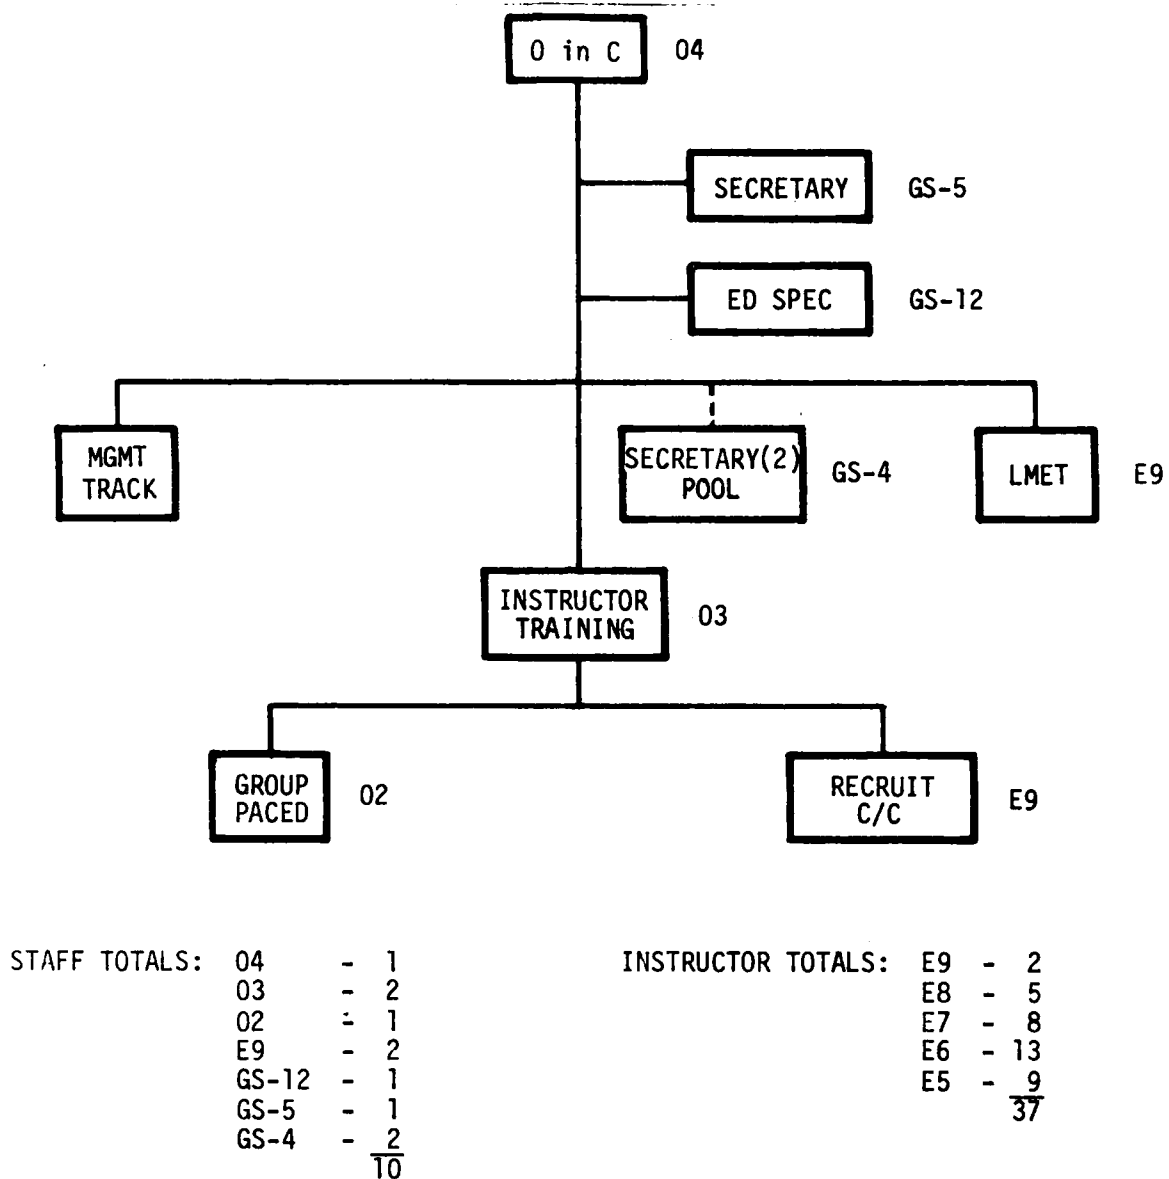 O in C 04
SECRETARY GS-5
ED SPEC GS-12
MGMT
TRACK
SECRETARY(2)
POOL
GS-4
LMET
E9
INSTRUCTOR
TRAINING
03
GROUP
PACED
02
RECRUIT
C/C
E9
STAFF TOTALS: 04 - 1
03 - 2
02 - 1
E9 - 2
GS-12 - 1
GS-5 - 1
GS-4 - 2
10
INSTRUCTOR TOTALS: E9 - 2
E8 - 5
E7 - 8
E6 - 13
E5 - 9
37